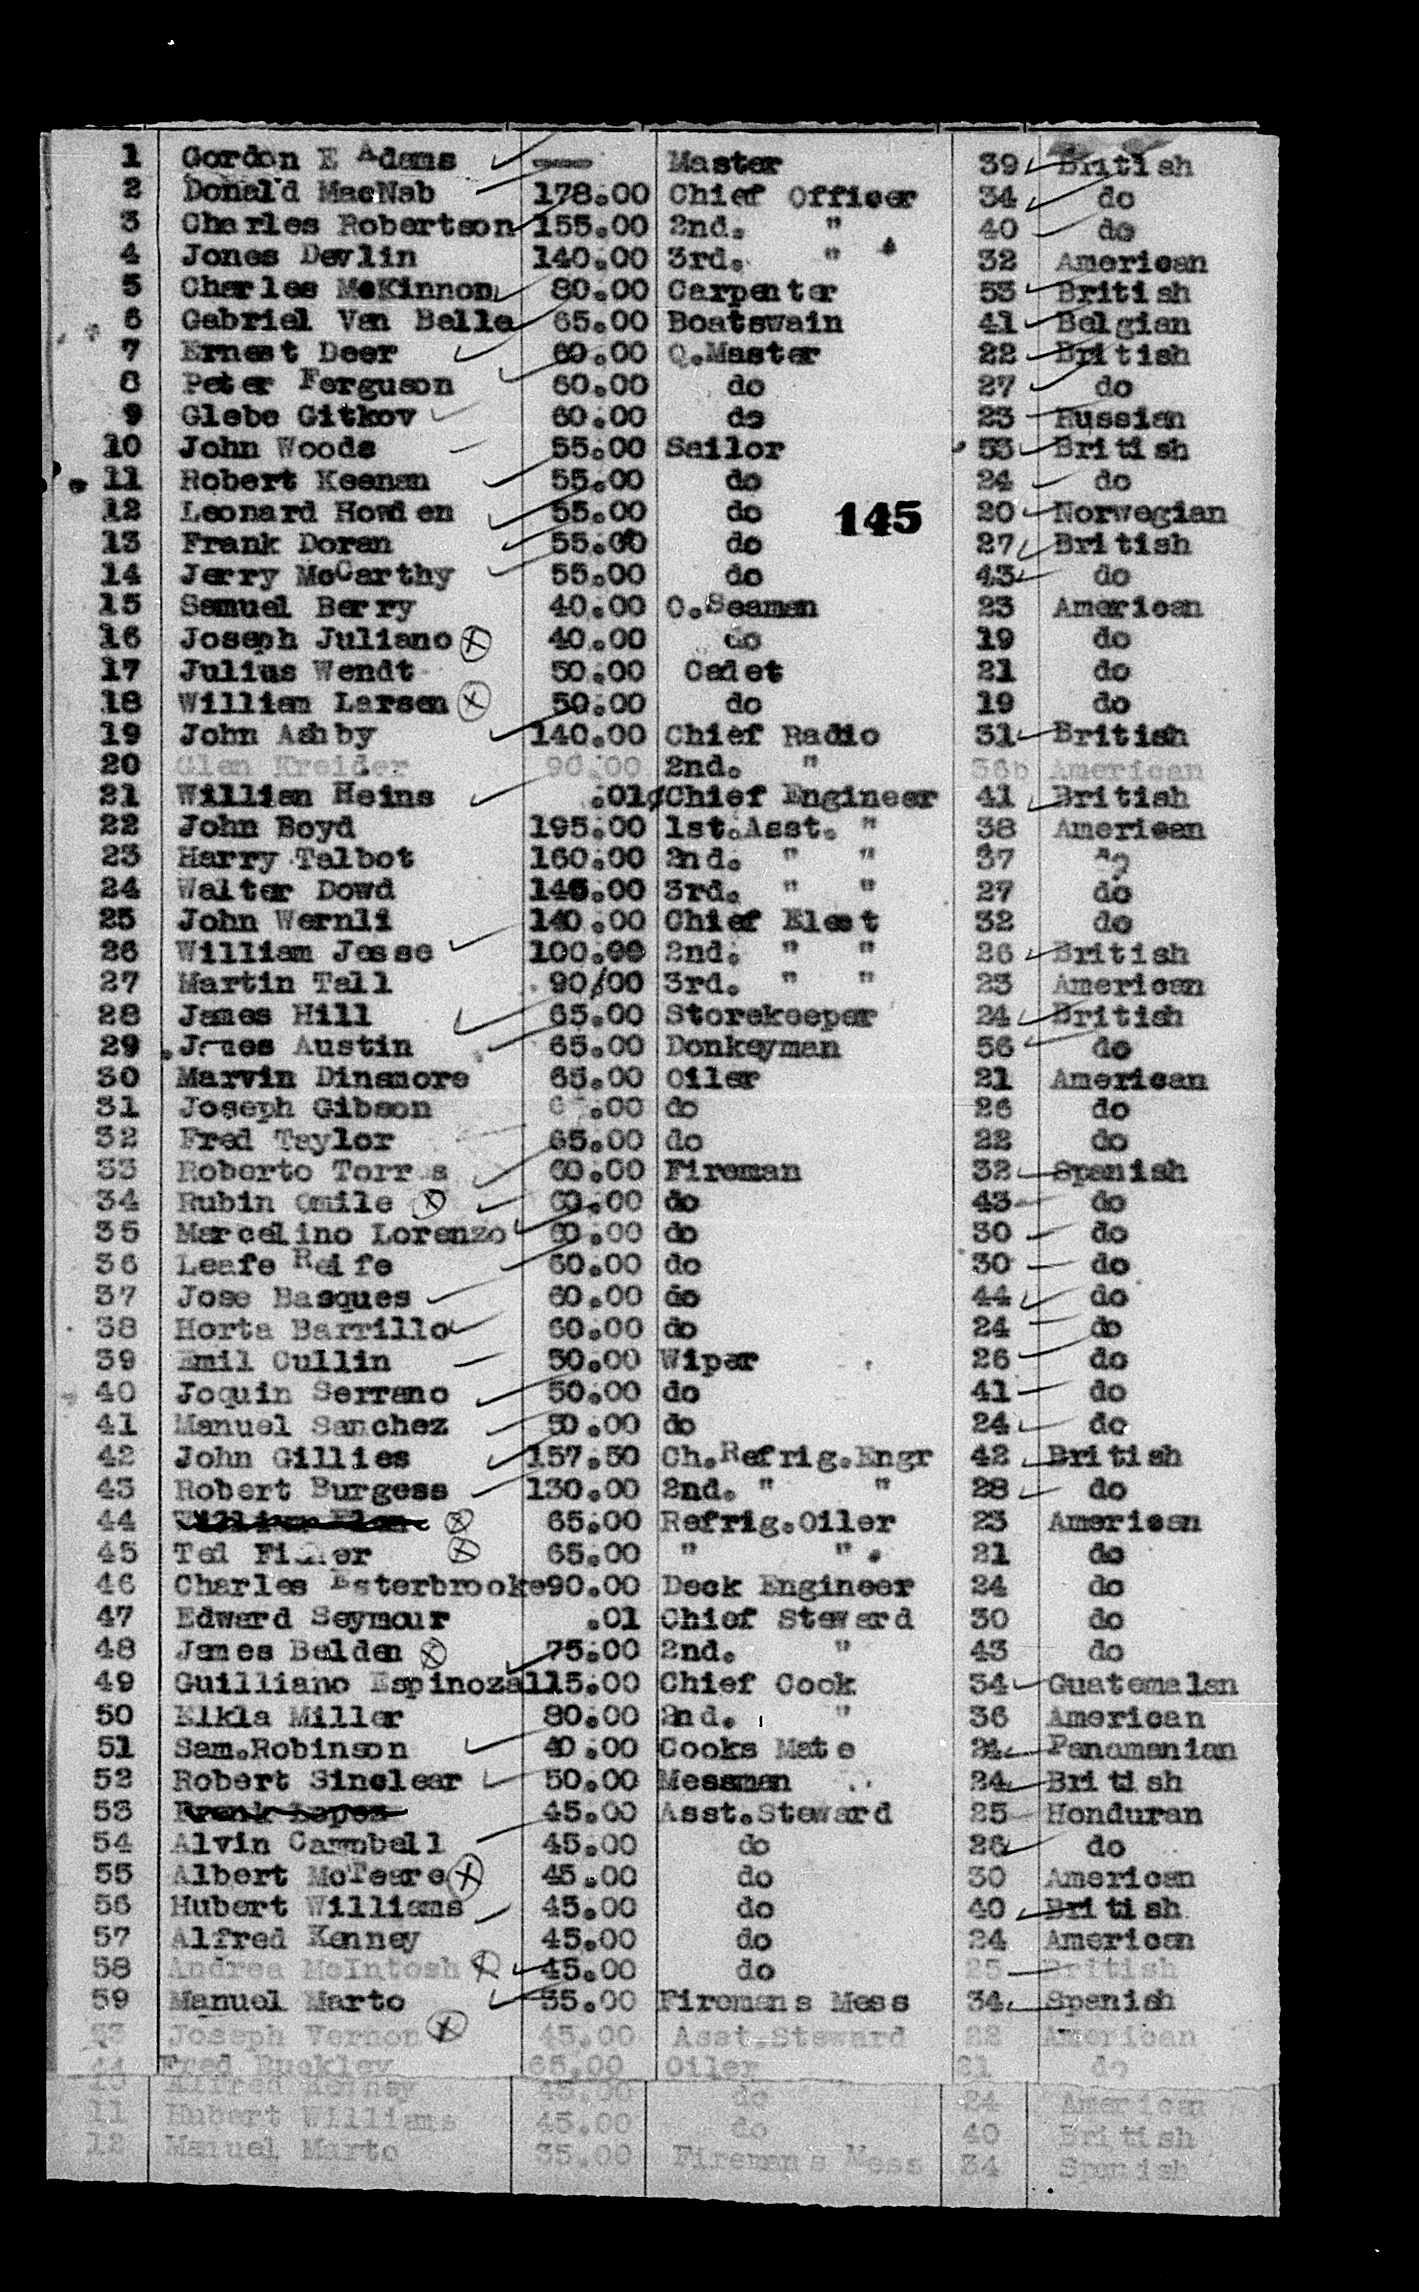 1 Gordon E Adams — Master 39 British
2 Donald MacNab 178.00 Chief Officer 34 do
3 Charles Robertson 155.00 2nd. " 40 do
4 Jones Devlin 140.00 3rd. " 32 American
5 Charles McKinnon 80.00 Carpenter 53 British
6 Gabriel Van Belle 65.00 Boatswain 41 Belgian
7 Ernest Deer 60.00 Q.Master 22 British
8 Peter Ferguson 60.00 do 27 do
9 Glebe Gitkov 60.00 do 23 Russian
10 John Woods 55.00 Sailor 53 British
11 Robert Keenan 55.00 do 24 do
12 Leonard Howden 55.00 do 20 Norwegian
145
13 Frank Doran 55.00 do 27 British
14 Jerry McCarthy 55.00 do 43 do
15 Samuel Berry 40.00 O.Seaman 23 American
16 Joseph Juliano 40.00 do 19 do
17 Julius Wendt 50.00 Cadet 21 do
18 William Larsen 50.00 do 19 do
19 John Ashby 140.00 Chief Radio 31 British
20 Glen Kreider 90.00 2nd. " American
21 William Heins .01¢ Chief Engineer 41 British
22 John Boyd 195.00 1st.Asst. " 38 American
23 Harry Talbot 160.00 2nd. " " 37 do
24 Walter Dowd 145.00 3rd. " " 27 do
25 John Wernli 140.00 Chief Elect 32 do
26 William Jesse 100.00 2nd. " " 26 British
27 Martin Tall 90/00 3rd. " " 23 American
28 James Hill 65.00 Storekeeper 24 British
29 James Austin 65.00 Donkeyman 56 do
30 Marvin Dinsmore 65.00 Oiler 21 American
31 Joseph Gibson .00 do 26 do
32 Fred Taylor 65.00 do 22 do
33 Roberto Torr s 60.00 Fireman 32 Spanish
34 Rubin Omile 60.00 do 43 do
35 Marcelino Lorenzo 60.00 do 30 do
36 Leafe Reife 60.00 do 30 do
37 Jose Basques 60.00 do 44 do
38 Horta Barrillo 60.00 do 24 do
39 Emil Cullin 50.00 Wiper 26 do
40 Joquin Serrano 50.00 do 41 do
41 Manuel Sanchez 50.00 do 24 do
42 John Gillies 157.50 Ch.Refrig.Engr 42 British
43 Robert Burgess 130.00 2nd. " " 28 do
44 65.00 Refrig.Oiler 23 American
45 Ted 65.00 " ". 21 do
46 Charles Esterbrooke 90.00 Deck Engineer 24 do
47 Edward Seymour .01 Chief Steward 30 do
48 James Belden 75.00 2nd. " 43 do
49 Guilliano Espinoza 115.00 Chief Cook 34 Guatemalan
50 Elkla Miller 80.00 2nd. " 36 American
51 Sam.Robinson 40.00 Cooks Mate 24 Panamanian
52 Robert Sinclear 50.00 Messman 24 British
53 Frank Lopez 45.00 Asst.Steward 25 Honduran
54 Alvin Campbell 45.00 do 26 do
55 Albert McTeare 45.00 do 30 American
56 Hubert Williams 45.00 do 40 British
57 Alfred Kenney 45.00 do 24 American
58 Andrea McIntosh 45.00 do 25 British
59 Manuel Marto 35.00 Firemans Mess 34 Spanish
53 Joseph Vernon 45.00 Asst.Steward 22 American
44 Fred Buckley 65.00 Oiler 21 do
10 Alfred Kenney 45.00 do 24 American
11 Hubert Williams 45.00 do 40 British
12 Manuel Marto 35.00 Firemans Mess 34 Spanish